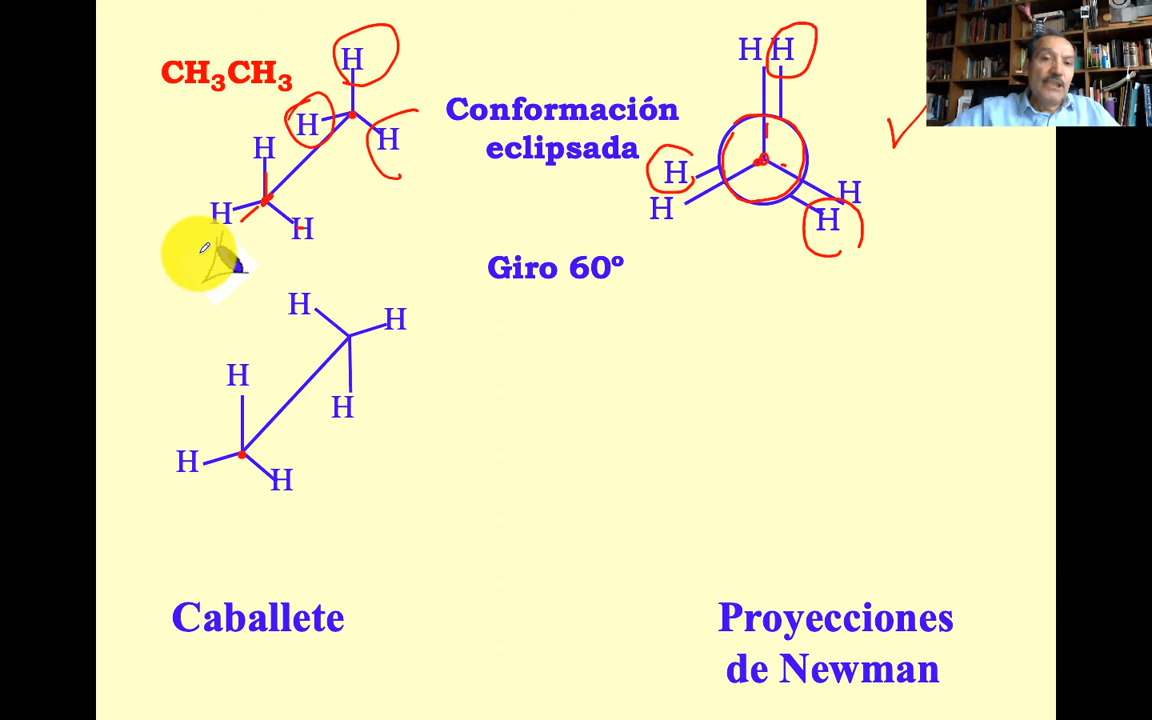 CH3CH3
H
H
H
H
H
H
Conformación
eclipsada
H H
H
H
H
H
Giro 60º
H
H
H
H
H
H
Caballete
Proyecciones
de Newman